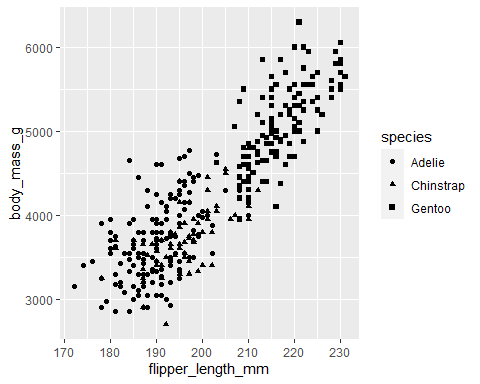 body_mass_g
6000
5000
4000
3000
170 180 190 200 210 220 230
flipper_length_mm
species
Adelie
Chinstrap
Gentoo